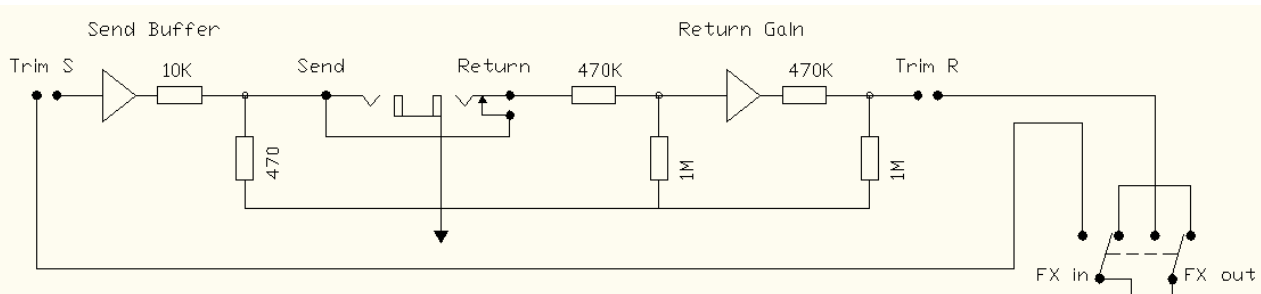 Send Buffer
Return Gain
Trim S
10K
Send
Return
470K
470K
Trim R
470
1M
1M
FX in
FX out